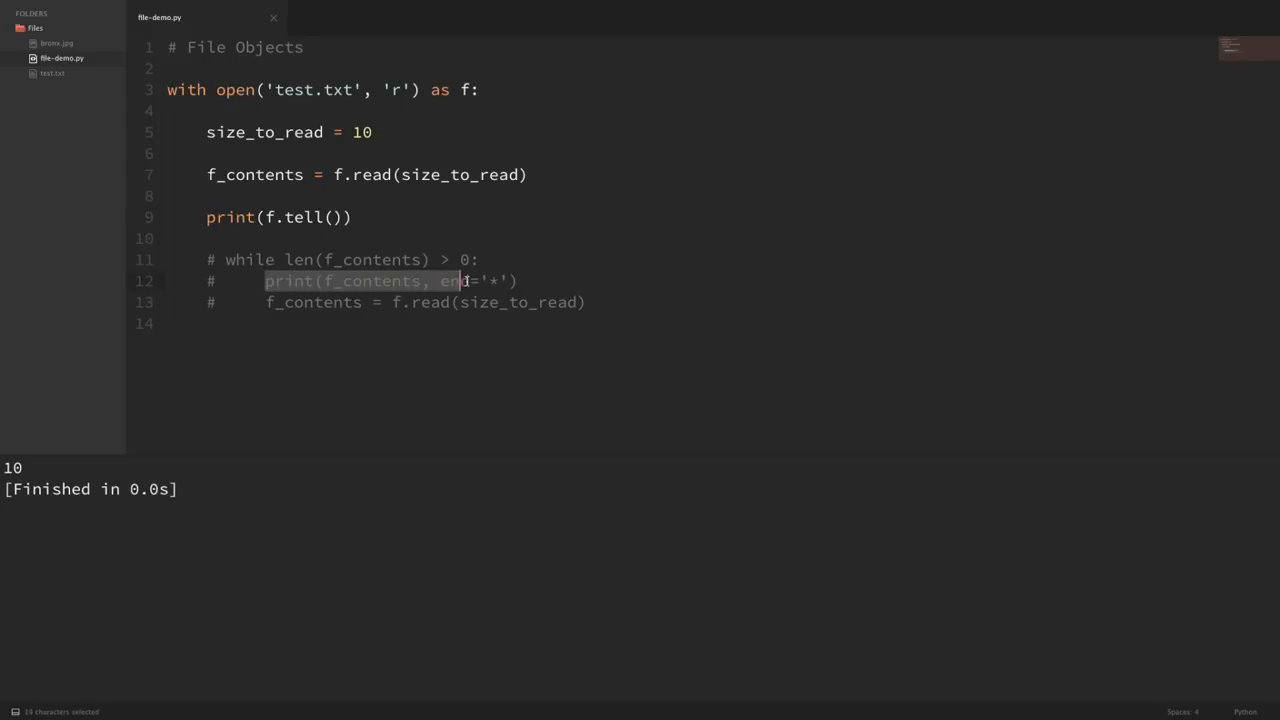 FOLDERS
Files
bronx.jpg
file-demo.py
test.txt
file-demo.py ×
1 # File Objects
2
3 with open('test.txt', 'r') as f:
4
5 size_to_read = 10
6
7 f_contents = f.read(size_to_read)
8
9 print(f.tell())
10
11 # while len(f_contents) > 0:
12 # print(f_contents, end='*')
13 # f_contents = f.read(size_to_read)
14
10
[Finished in 0.0s]
20 characters selected
Spaces: 4
Python